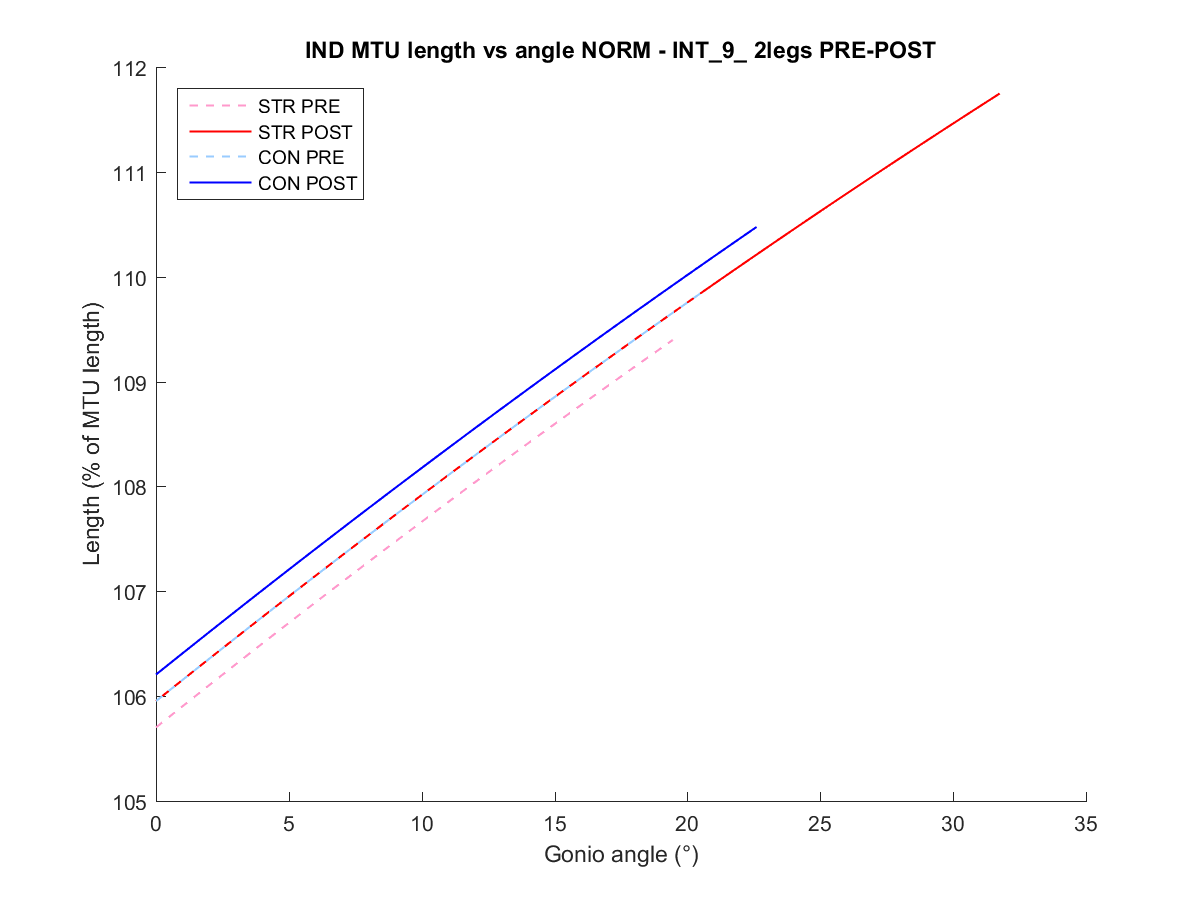 IND MTU length vs angle NORM - INT_9_ 2legs PRE-POST
112
111
110
109
108
107
106
105
Length (% of MTU length)
STR PRE
STR POST
CON PRE
CON POST
0 5 10 15 20 25 30 35
Gonio angle (°)